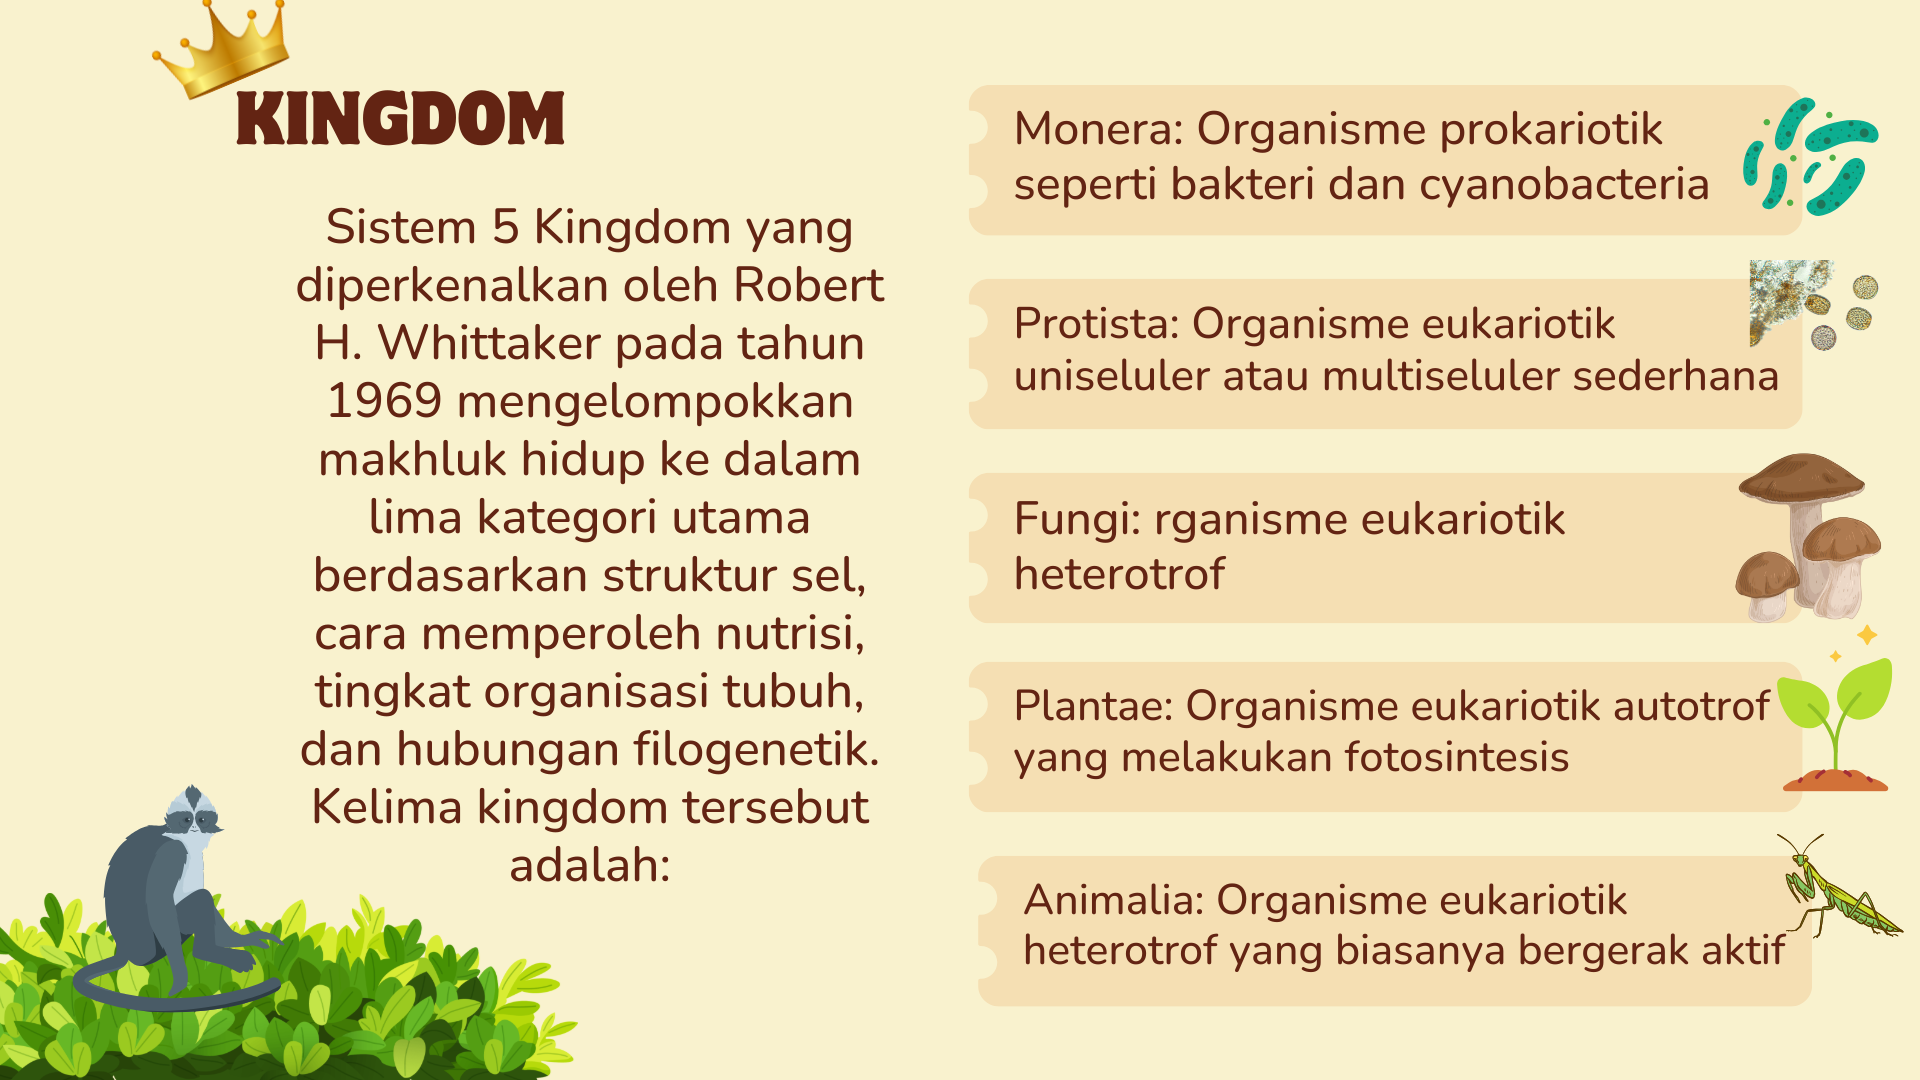 KINGDOM
Sistem 5 Kingdom yang
diperkenalkan oleh Robert
H. Whittaker pada tahun
1969 mengelompokkan
makhluk hidup ke dalam
lima kategori utama
berdasarkan struktur sel,
cara memperoleh nutrisi,
tingkat organisasi tubuh,
dan hubungan filogenetik.
Kelima kingdom tersebut
adalah:
Monera: Organisme prokariotik
seperti bakteri dan cyanobacteria
Protista: Organisme eukariotik
uniseluler atau multiseluler sederhana
Fungi: rganisme eukariotik
heterotrof
Plantae: Organisme eukariotik autotrof
yang melakukan fotosintesis
Animalia: Organisme eukariotik
heterotrof yang biasanya bergerak aktif